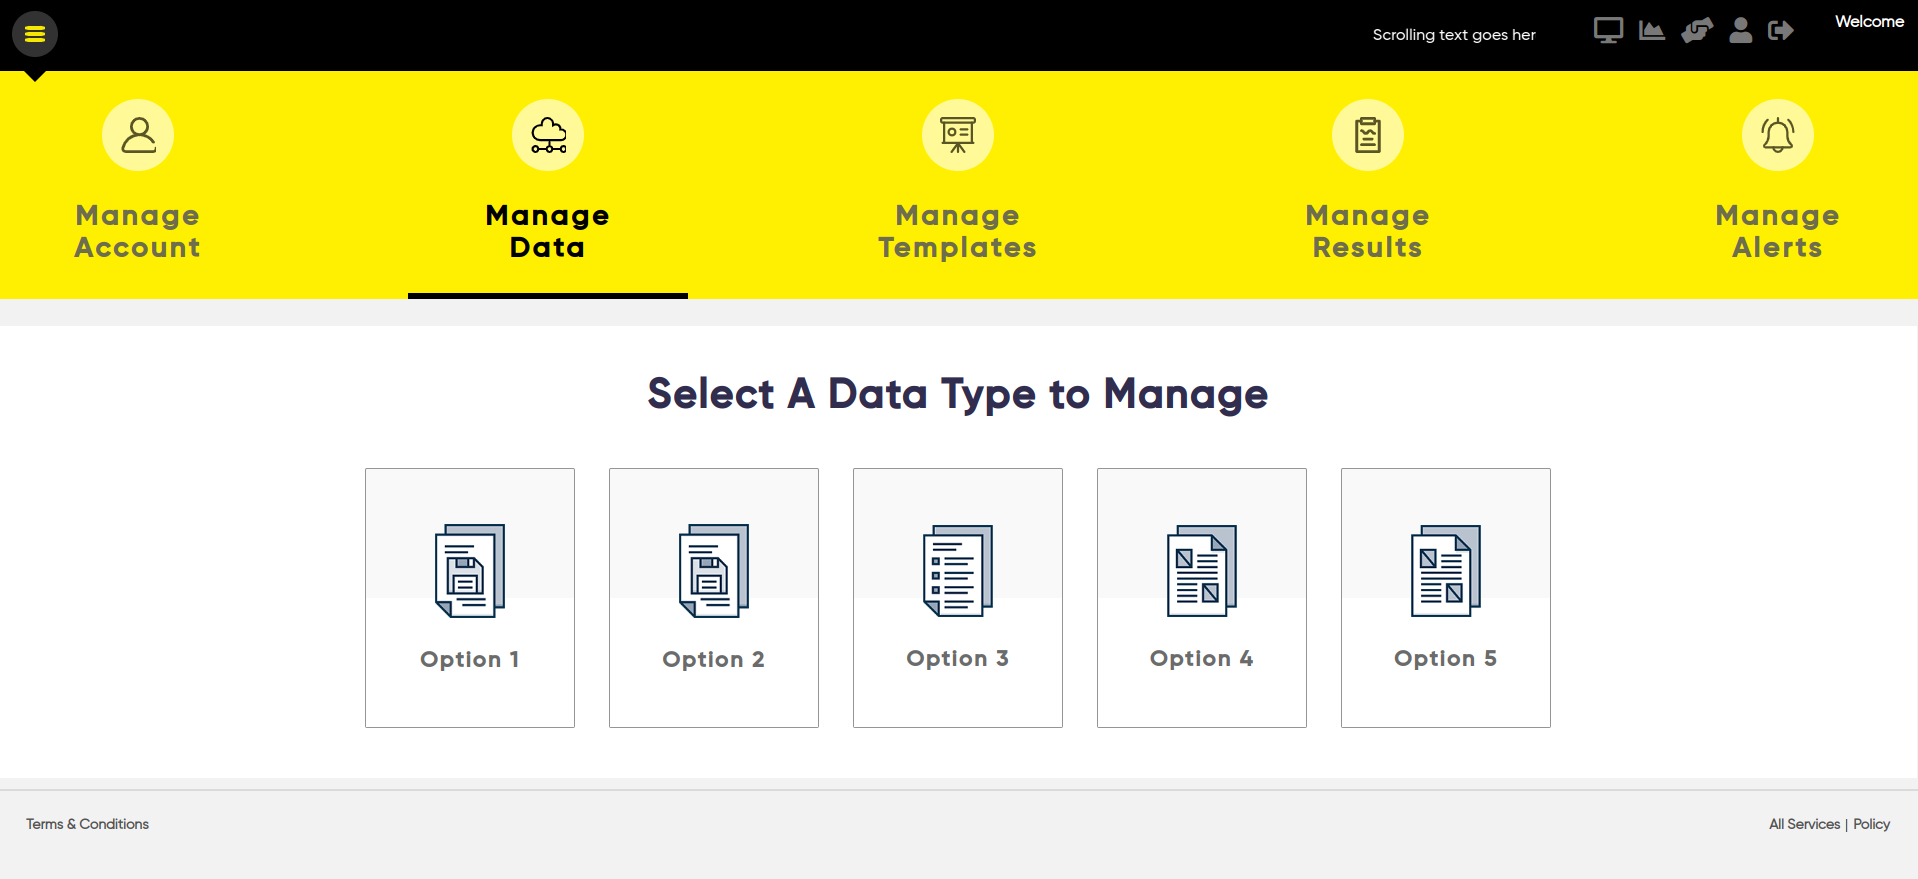 Scrolling text goes her
Welcome
Manage
Account
Manage
Data
Manage
Templates
Manage
Results
Manage
Alerts
Select A Data Type to Manage
Option 1
Option 2
Option 3
Option 4
Option 5
Terms & Conditions
All Services | Policy